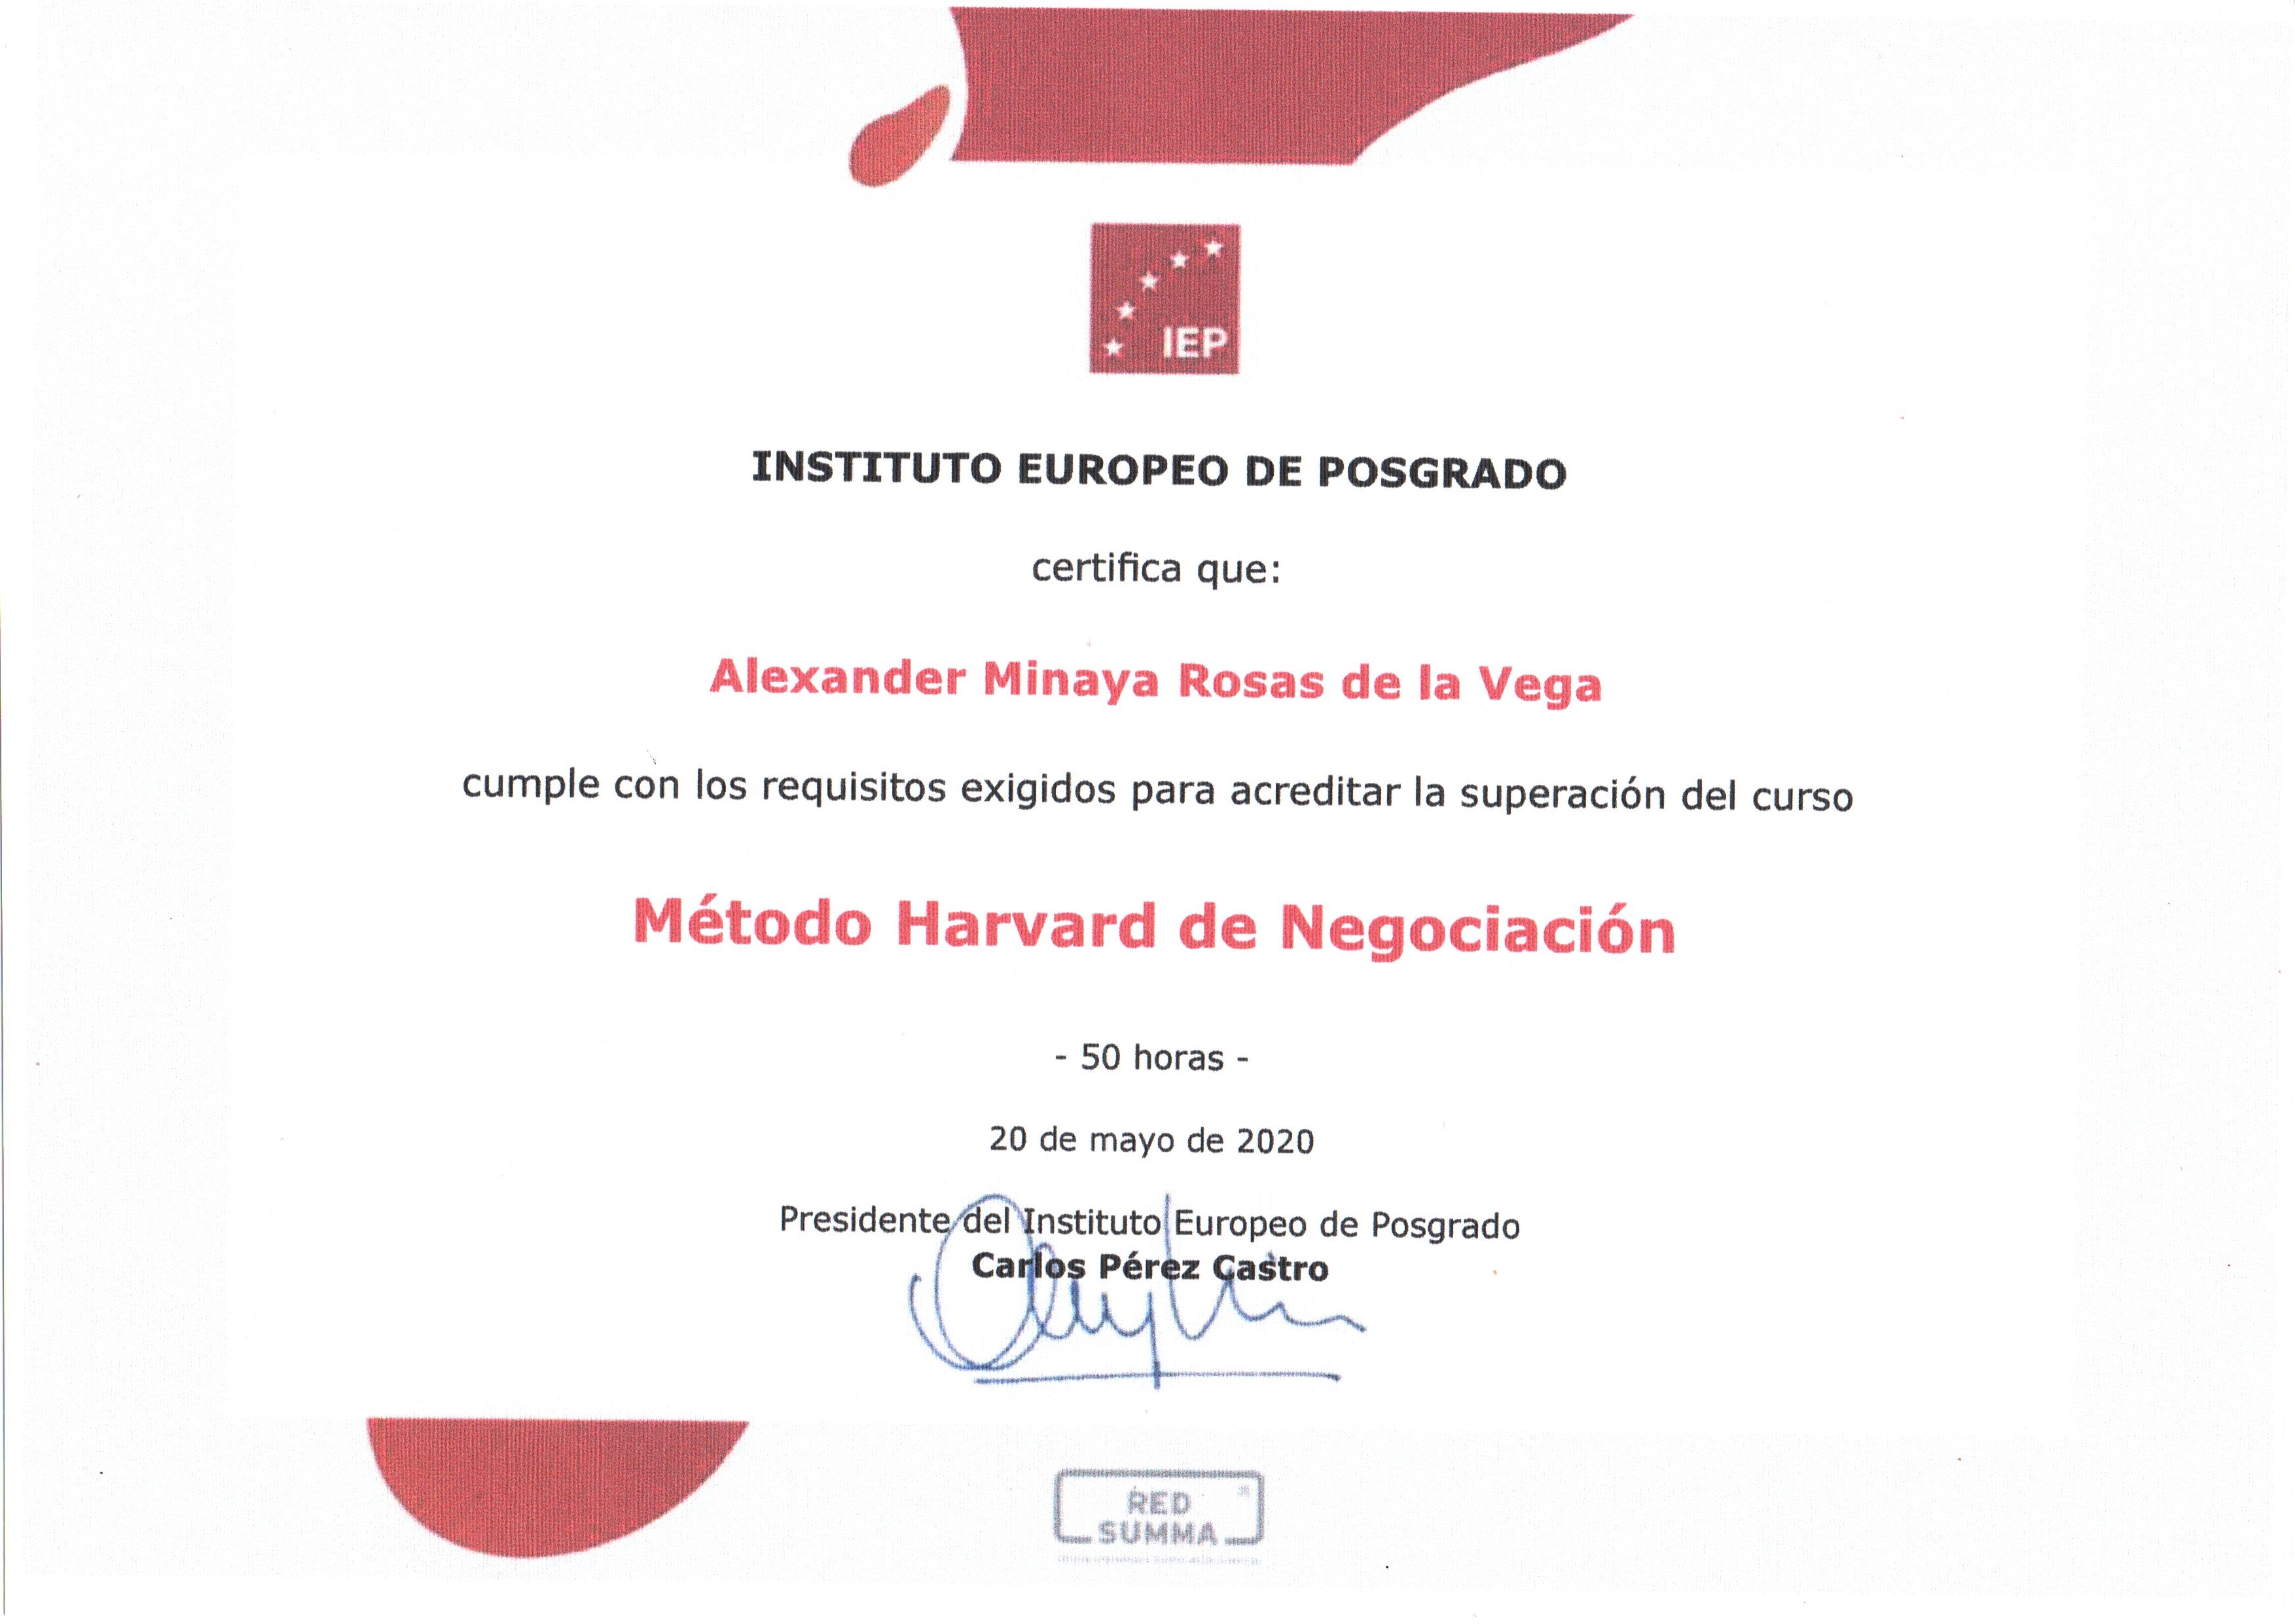 IEP
INSTITUTO EUROPEO DE POSGRADO
certifica que:
Alexander Minaya Rosas de la Vega
cumple con los requisitos exigidos para acreditar la superación del curso
Método Harvard de Negociación
- 50 horas -
20 de mayo de 2020
Presidente del Instituto Europeo de Posgrado
Carlos Pérez Castro
RED
SUMMA